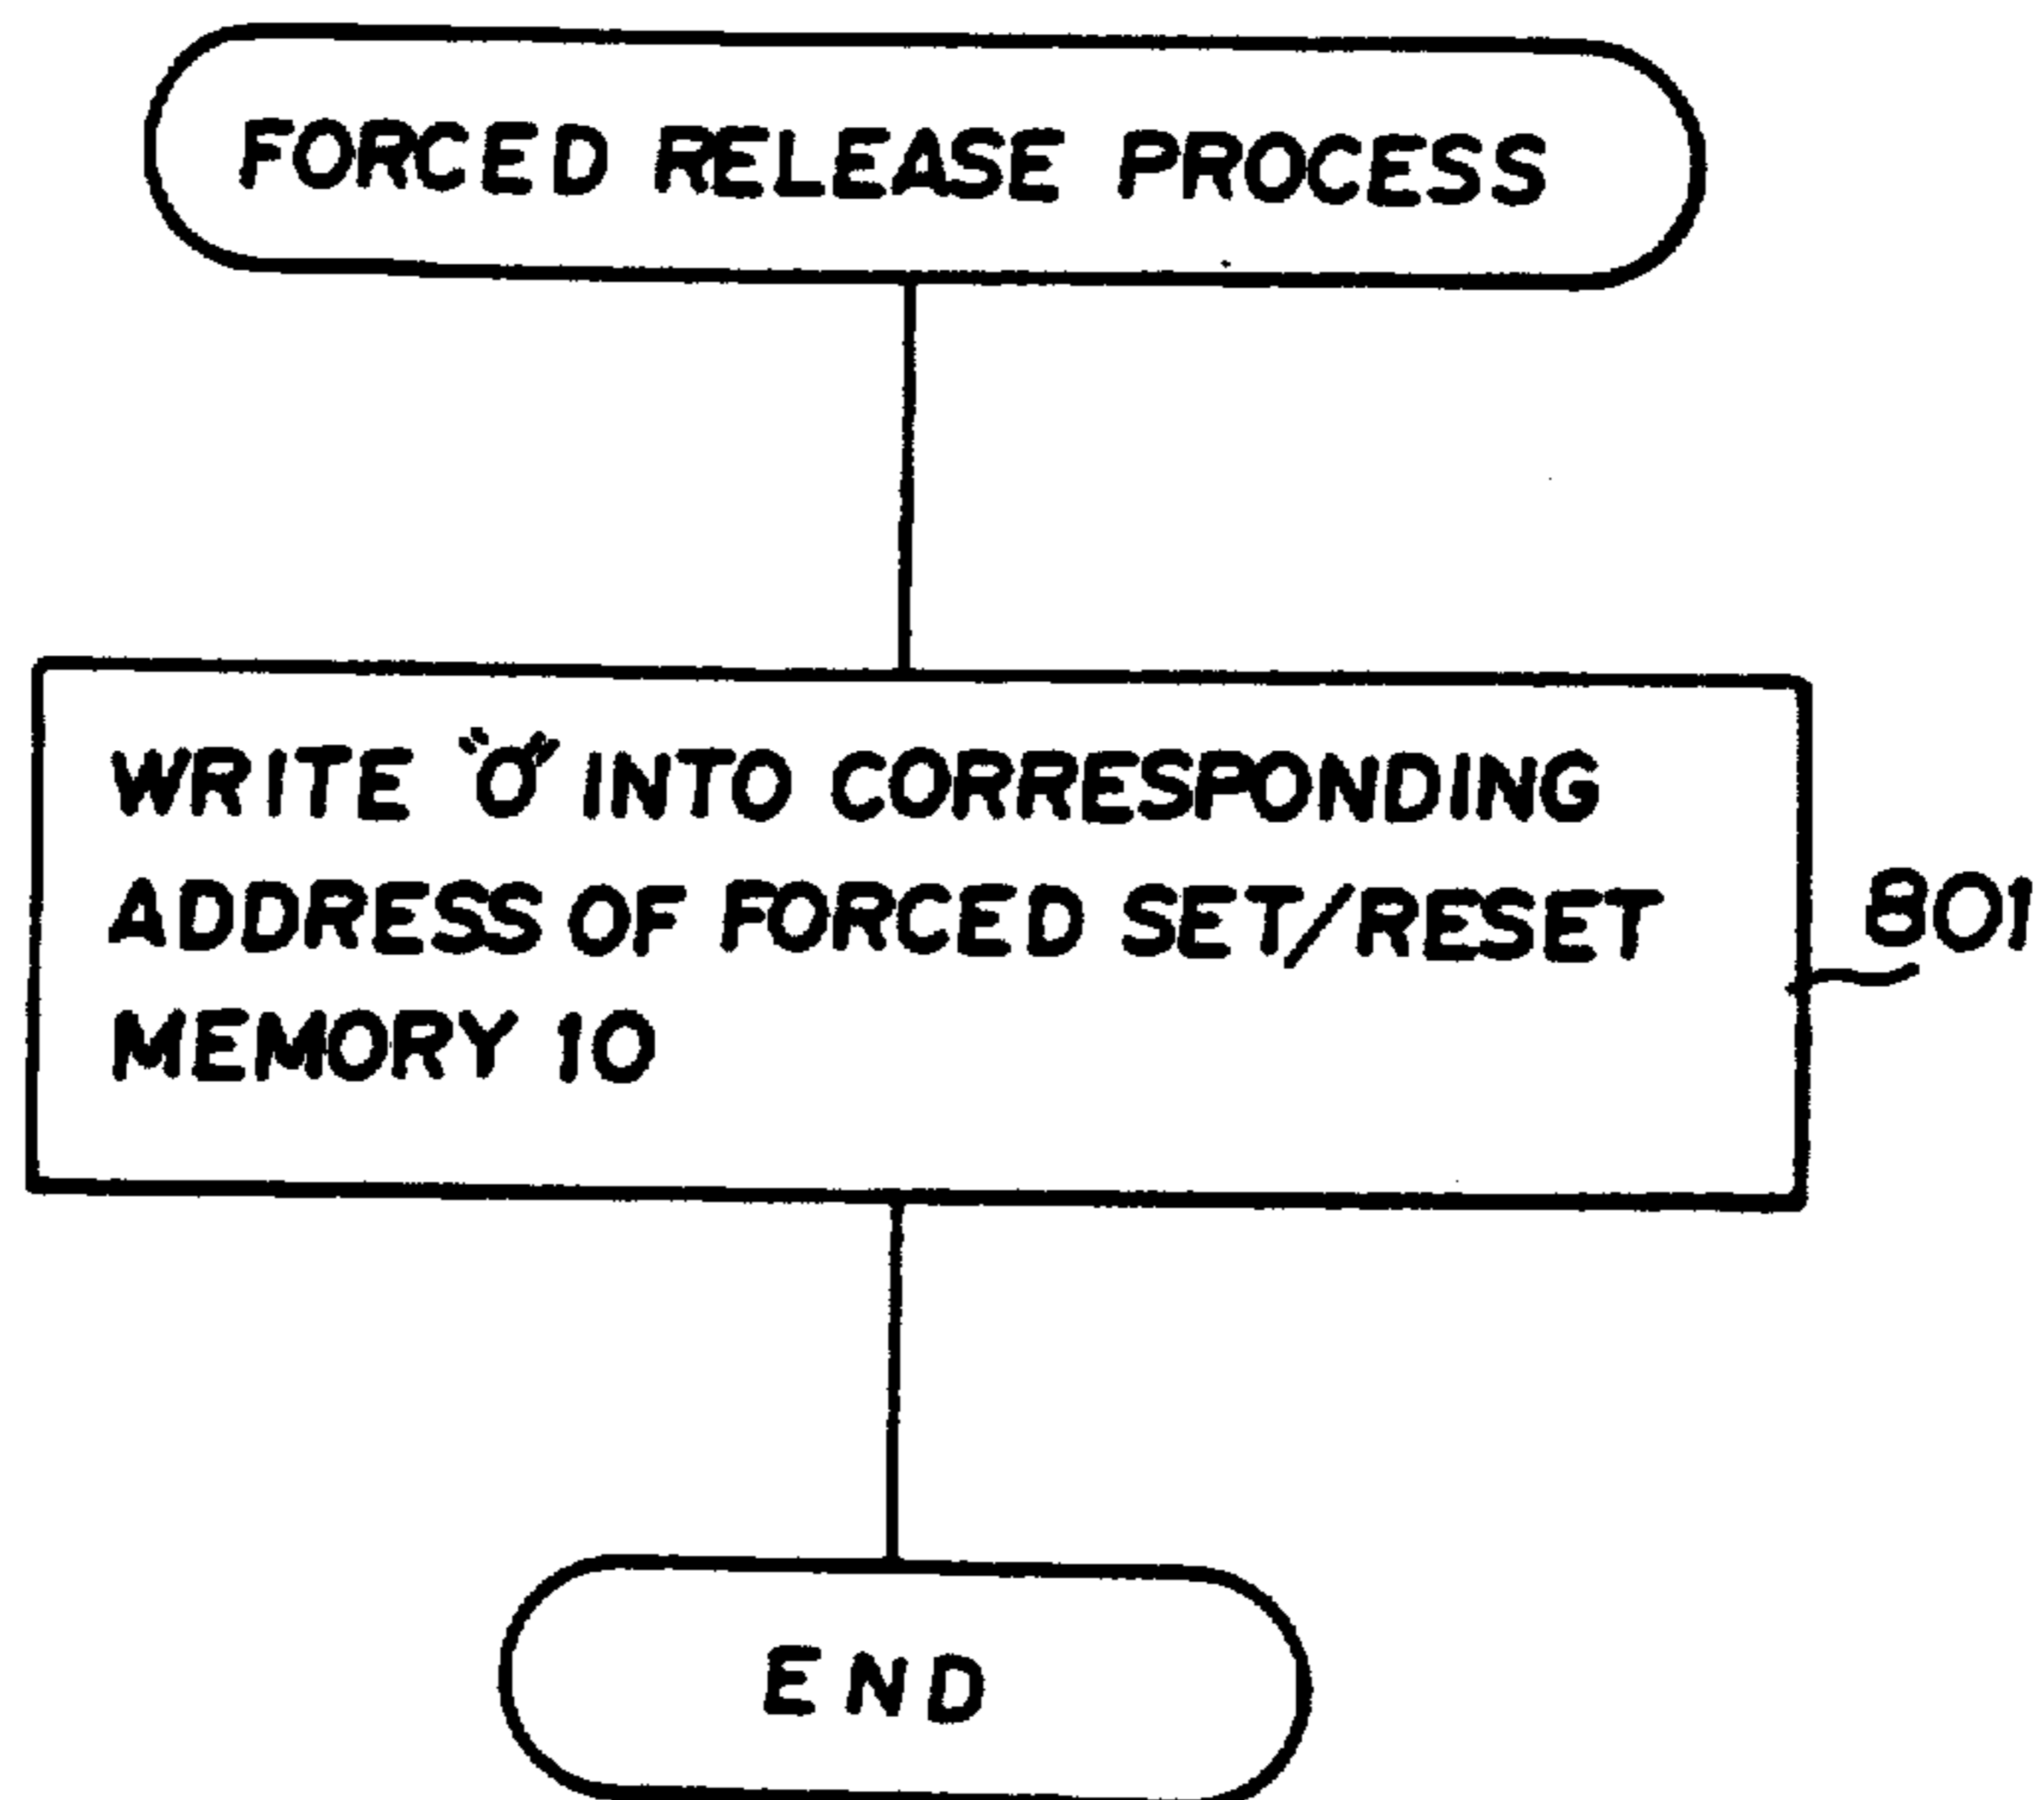 FORCED RELEASE PROCESS
WRITE "0" INTO CORRESPONDING
ADDRESS OF FORCED SET/RESET
MEMORY 10
801
END